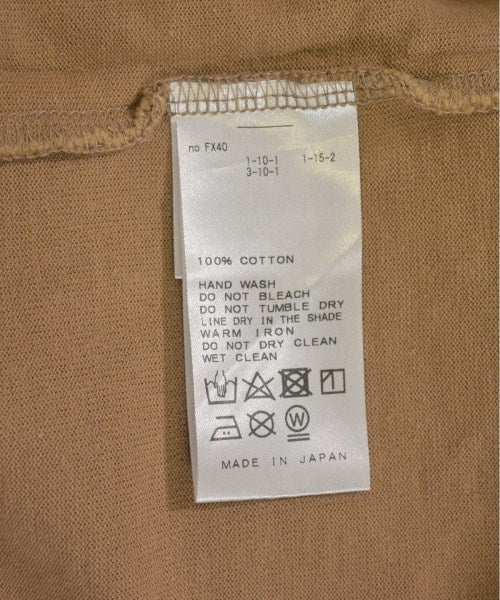 no. FX40
1-10-1 1-15-2
3-10-1
100% COTTON
HAND WASH
DO NOT BLEACH
DO NOT TUMBLE DRY
LINE DRY IN THE SHADE
WARM IRON
DO NOT DRY CLEAN
WET CLEAN
W
MADE IN JAPAN